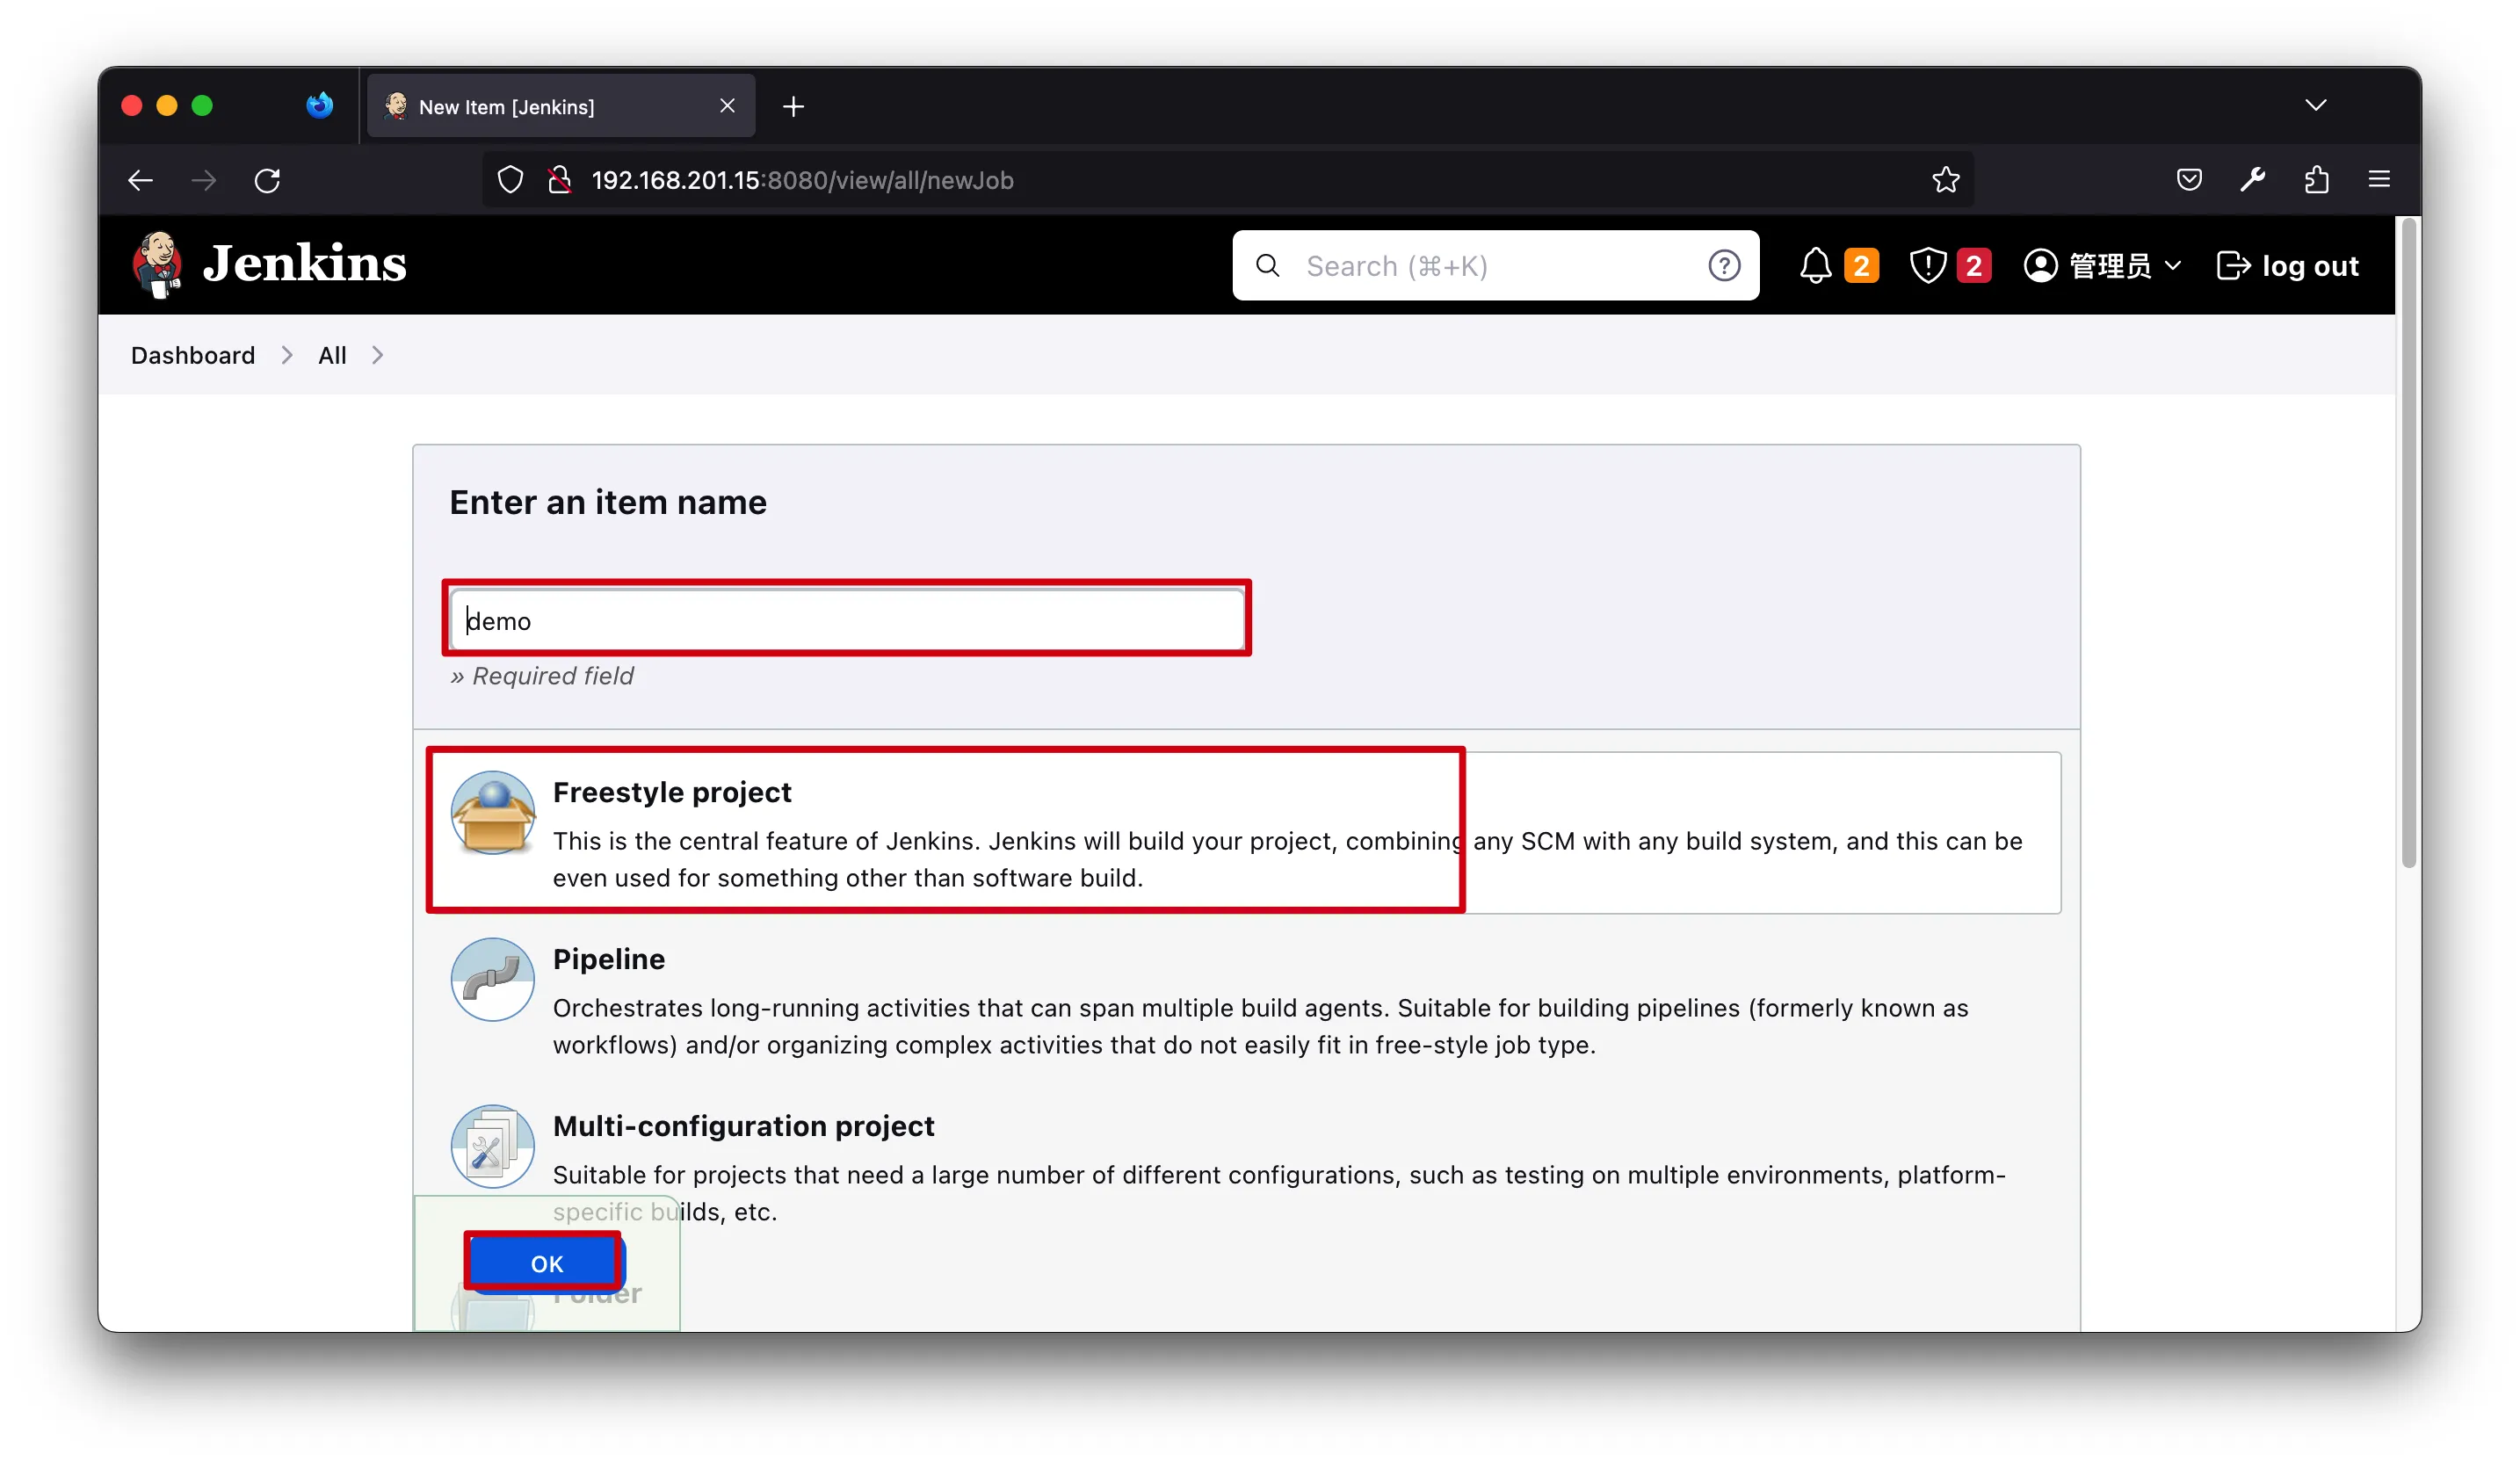 New Item [Jenkins]
192.168.201.15:8080/view/all/newJob
Jenkins
Search (⌘+K)
2
2
管理员
log out
Dashboard
All
Enter an item name
demo
» Required field
Freestyle project
This is the central feature of Jenkins. Jenkins will build your project, combining any SCM with any build system, and this can be
even used for something other than software build.
Pipeline
Orchestrates long-running activities that can span multiple build agents. Suitable for building pipelines (formerly known as
workflows) and/or organizing complex activities that do not easily fit in free-style job type.
Multi-configuration project
Suitable for projects that need a large number of different configurations, such as testing on multiple environments, platform-
specific builds, etc.
OK
Folder